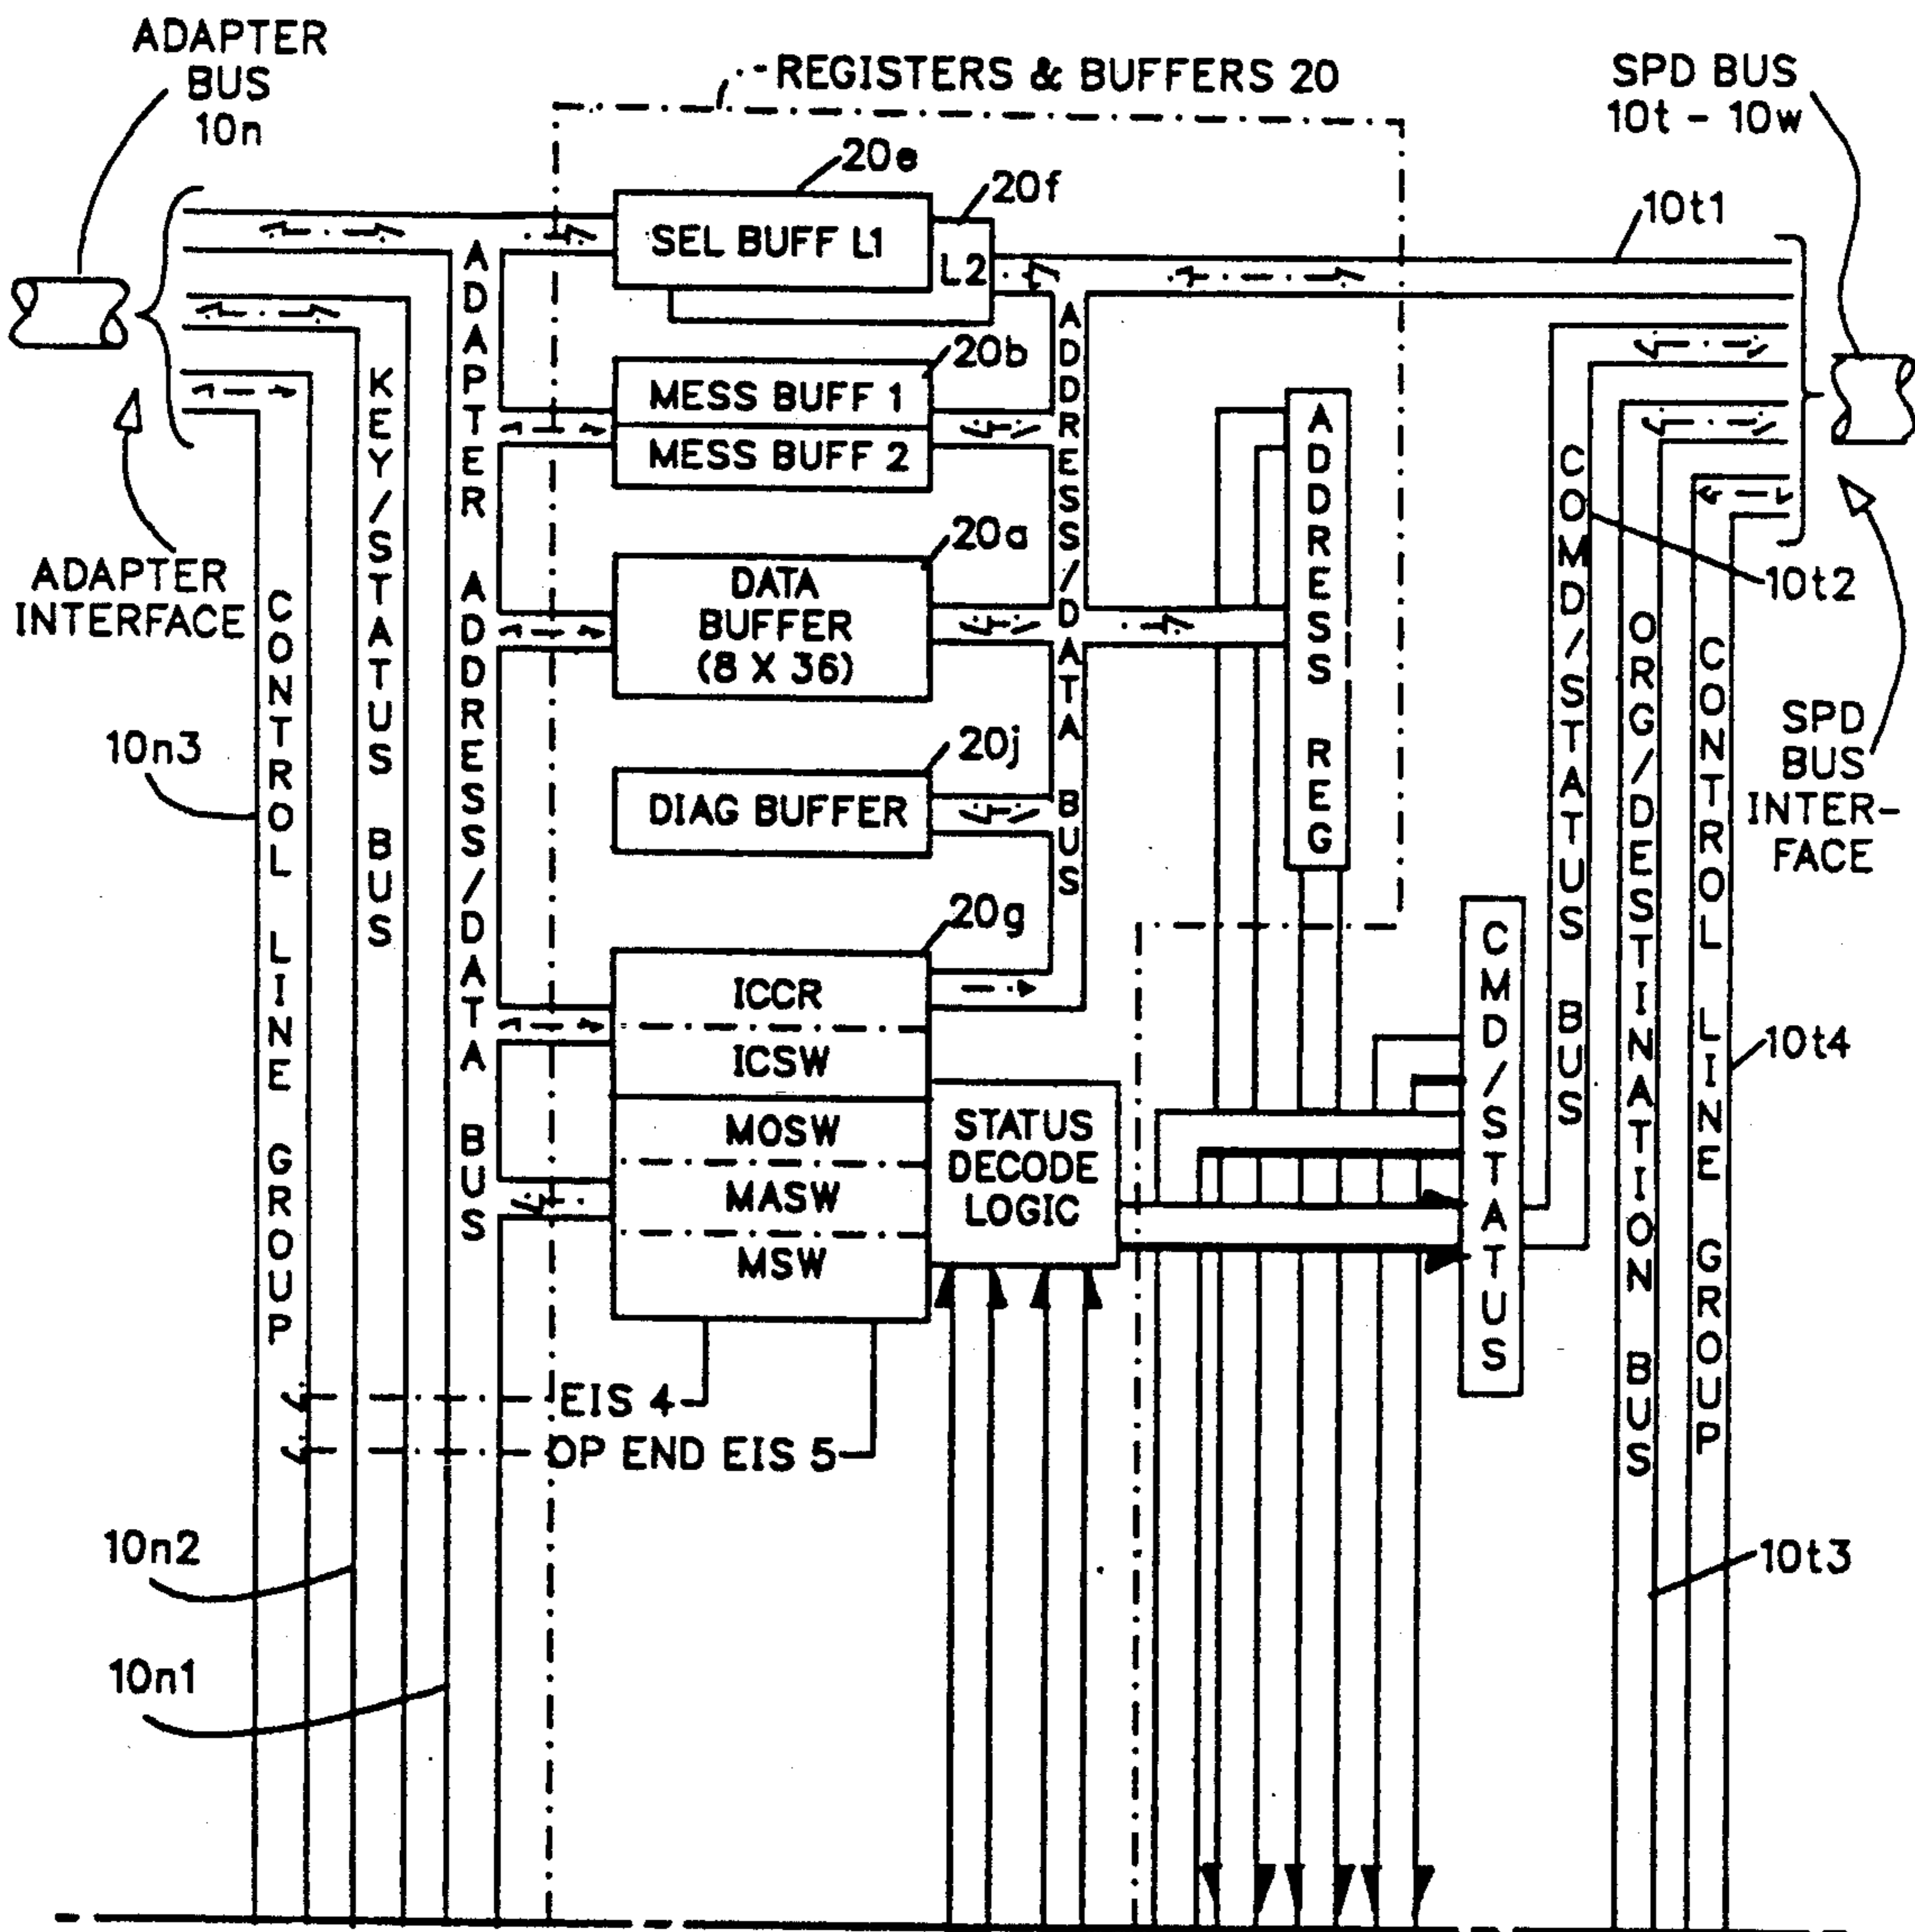 ADAPTER
BUS
10n
REGISTERS & BUFFERS 20
SPD BUS
10t - 10w
20e
20f
10t1
SEL BUFF L1
L2
20b
MESS BUFF 1
MESS BUFF 2
20a
DATA
BUFFER
(8 X 36)
20j
DIAG BUFFER
20g
ICCR
ICSW
MOSW
MASW
MSW
STATUS
DECODE
LOGIC
ADAPTER
INTERFACE
CONTROL LINE GROUP
KEY/STATUS BUS
ADAPTER ADDRESS/DATA BUS
ADDRESS/DATA BUS
ADDRESS REG
CMD/STATUS
COMD/STATUS BUS
ORG/DESTINATION BUS
CONTROL LINE GROUP
10t2
SPD
BUS
INTER-
FACE
10n3
10t4
EIS 4
OP END EIS 5
10n2
10t3
10n1